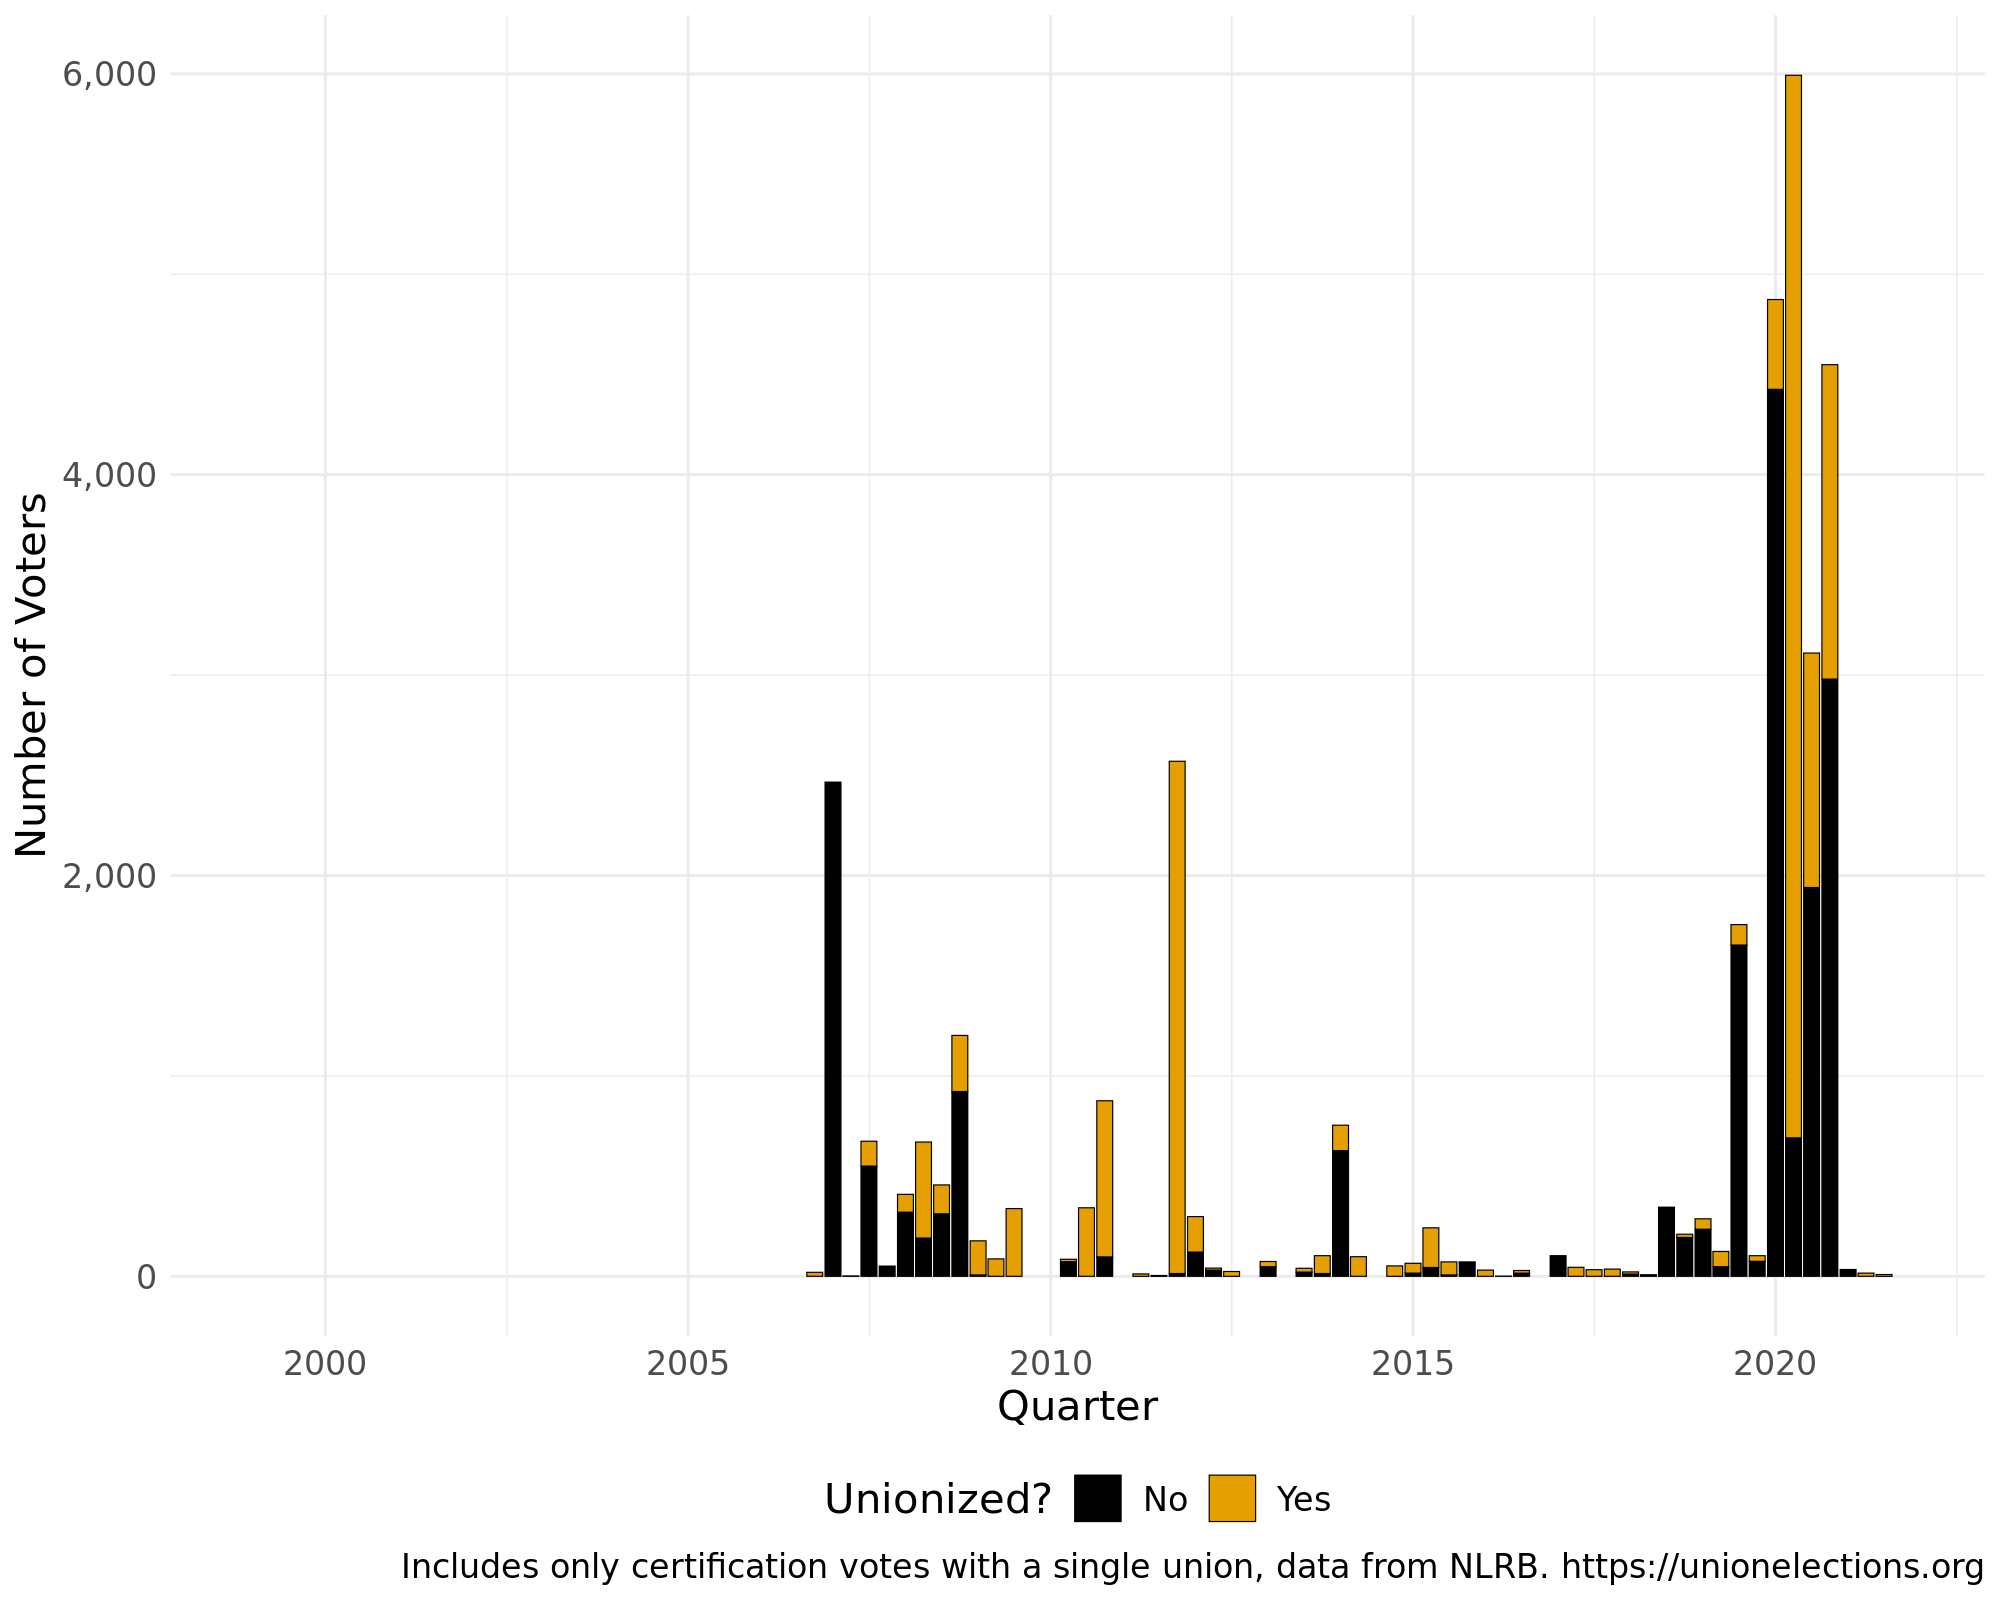 6,000
4,000
2,000
0
Number of Voters
2000
2005
2010
2015
2020
Quarter
Unionized?
No
Yes
Includes only certification votes with a single union, data from NLRB. https://unionelections.org